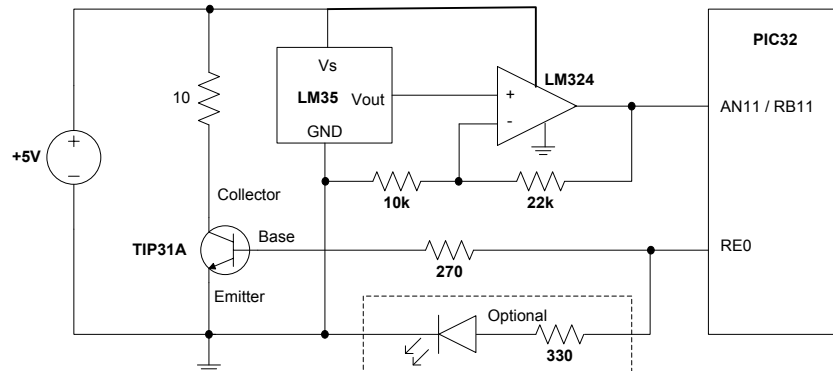 PIC32
LM324
Vs
10
LM35
Vout
+
AN11 / RB11
-
GND
+
+5V
−
10k
22k
Collector
TIP31A
Base
RE0
270
Emitter
Optional
330